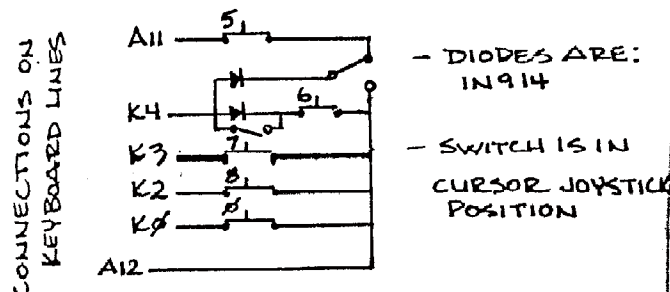 CONNECTIONS ON
KEYBOARD LINES
A11
5
K4
6
K3
7
K2
8
KØ
Ø
A12
- DIODES ARE:
IN914
- SWITCH IS IN
CURSOR JOYSTICK
POSITION